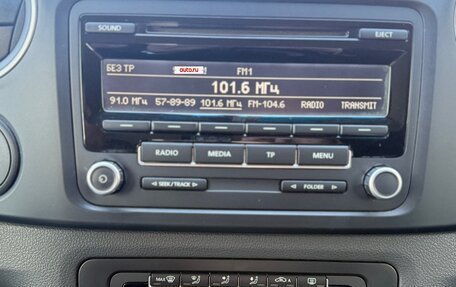 SOUND
EJECT
БЕЗ ТР
auto.ru
FM1
101.6 МГц
91.0 МГц 57-89-89 101.6 МГц FM-104.6 RADIO TRANSMIT
RADIO MEDIA TP MENU
SEEK/TRACK
FOLDER
MAX
A